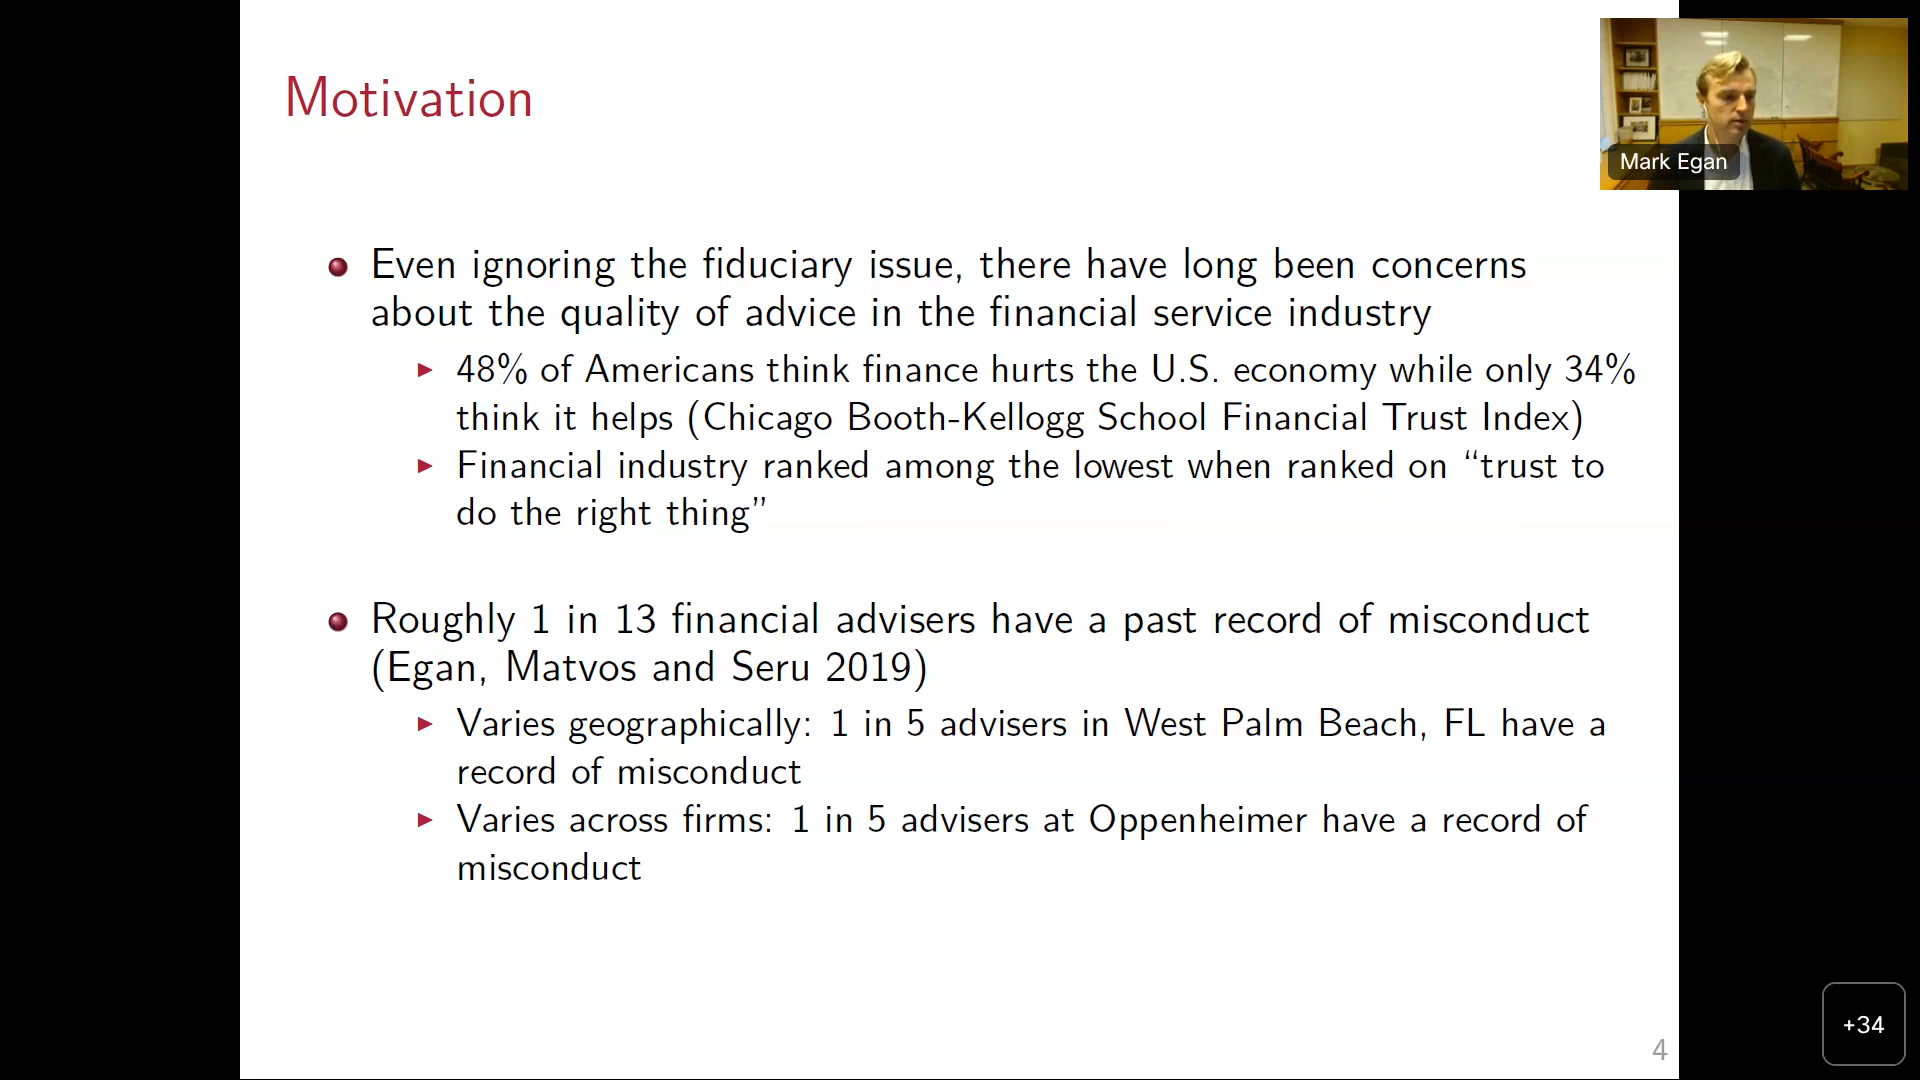 Motivation
Mark Egan
Even ignoring the fiduciary issue, there have long been concerns
about the quality of advice in the financial service industry
48% of Americans think finance hurts the U.S. economy while only 34%
think it helps (Chicago Booth-Kellogg School Financial Trust Index)
Financial industry ranked among the lowest when ranked on “trust to
do the right thing”
Roughly 1 in 13 financial advisers have a past record of misconduct
(Egan, Matvos and Seru 2019)
Varies geographically: 1 in 5 advisers in West Palm Beach, FL have a
record of misconduct
Varies across firms: 1 in 5 advisers at Oppenheimer have a record of
misconduct
+34
4